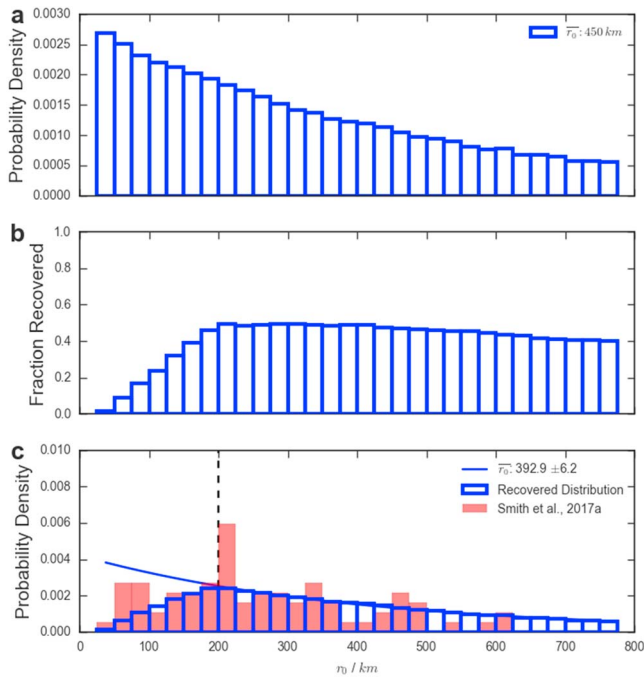 a
0.0030
0.0025
0.0020
0.0015
0.0010
0.0005
0.0000
Probability Density
r₀: 450 km
b
1.0
0.8
0.6
0.4
0.2
0.0
Fraction Recovered
c
0.010
0.008
0.006
0.004
0.002
0.000
Probability Density
r₀: 392.9 ±6.2
Recovered Distribution
Smith et al., 2017a
0 100 200 300 400 500 600 700 800
r₀ / km